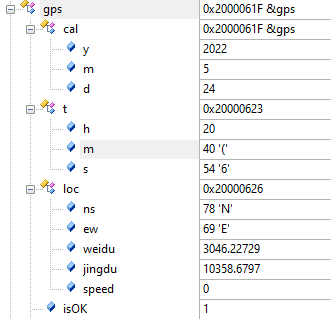 gps 0x2000061F &gps
cal 0x2000061F &gps
y 2022
m 5
d 24
t 0x20000623
h 20
m 40 '('
s 54 '6'
loc 0x20000626
ns 78 'N'
ew 69 'E'
weidu 3046.22729
jingdu 10358.6797
speed 0
isOK 1